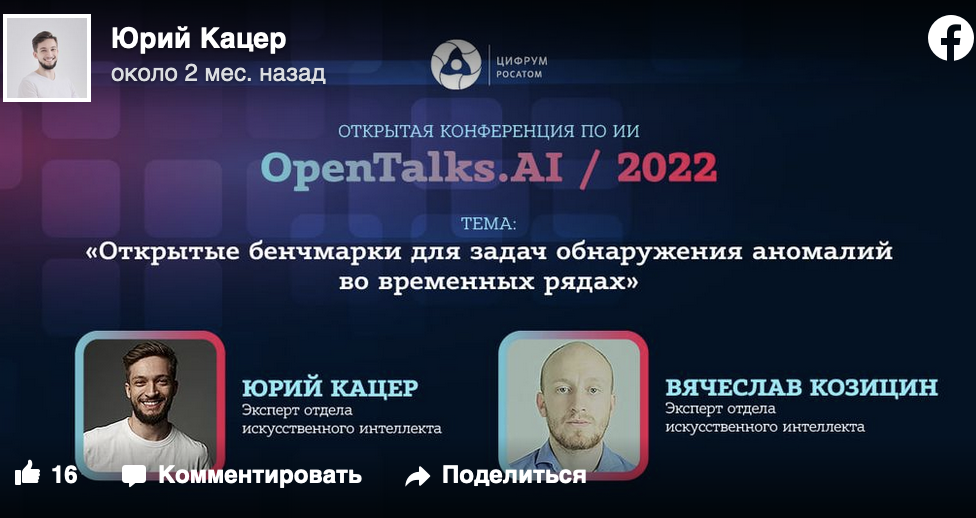 Юрий Кацер
около 2 мес. назад
ЦИФРУМ
РОСАТОМ
ОТКРЫТАЯ КОНФЕРЕНЦИЯ ПО ИИ
OpenTalks.AI / 2022
ТЕМА:
«Открытые бенчмарки для задач обнаружения аномалий
во временных рядах»
ЮРИЙ КАЦЕР
Эксперт отдела
искусственного интеллекта
ВЯЧЕСЛАВ КОЗИЦИН
Эксперт отдела
искусственного интеллекта
16 Комментировать Поделиться